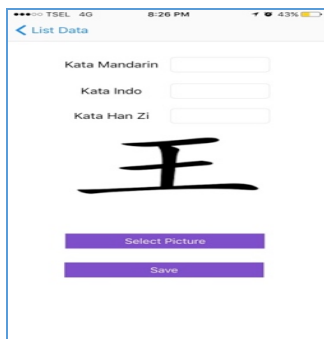 TSEL 4G 8:26 PM 43%
List Data
Kata Mandarin
Kata Indo
Kata Han Zi
王
Select Picture
Save